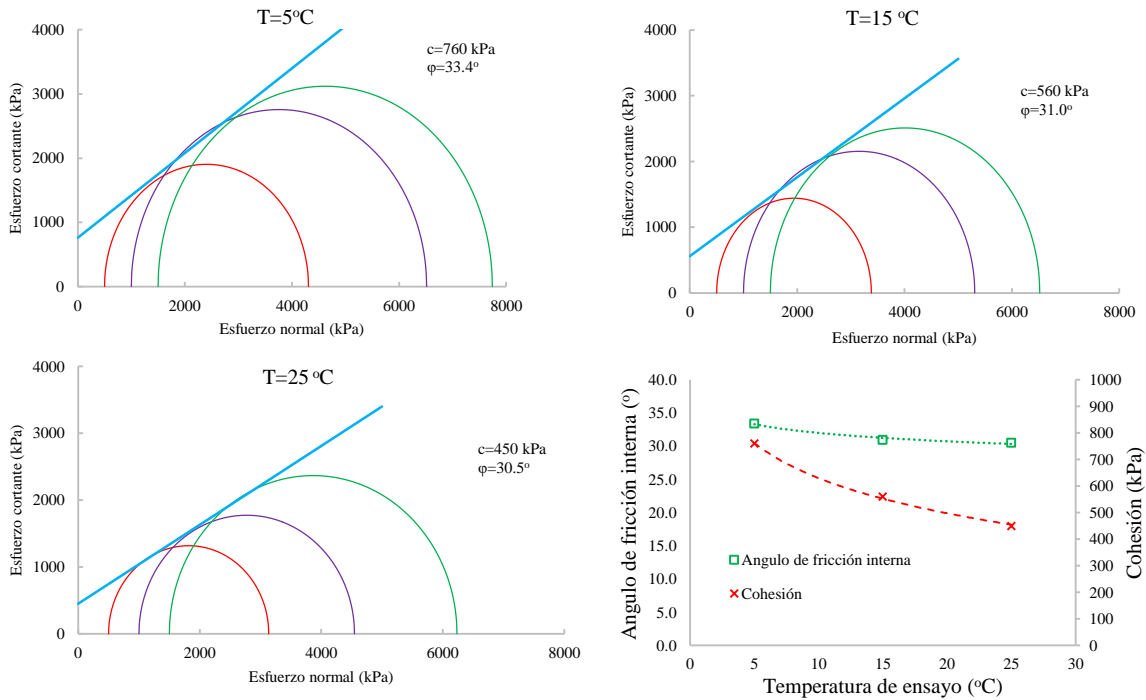 T=5°C
c=760 kPa
φ=33.4°
Esfuerzo cortante (kPa)
4000
3000
2000
1000
0
0 2000 4000 6000 8000
Esfuerzo normal (kPa)
T=15 °C
c=560 kPa
φ=31.0°
Esfuerzo cortante (kPa)
4000
3000
2000
1000
0
0 2000 4000 6000 8000
Esfuerzo normal (kPa)
T=25 °C
c=450 kPa
φ=30.5°
Esfuerzo cortante (kPa)
4000
3000
2000
1000
0
0 2000 4000 6000 8000
Esfuerzo normal (kPa)
Angulo de fricción interna (°)
40.0
35.0
30.0
25.0
20.0
15.0
10.0
5.0
0.0
Angulo de fricción interna
Cohesión
1000
900
800
700
600
500
400
300
200
100
0
Cohesión (kPa)
0 5 10 15 20 25 30
Temperatura de ensayo (°C)